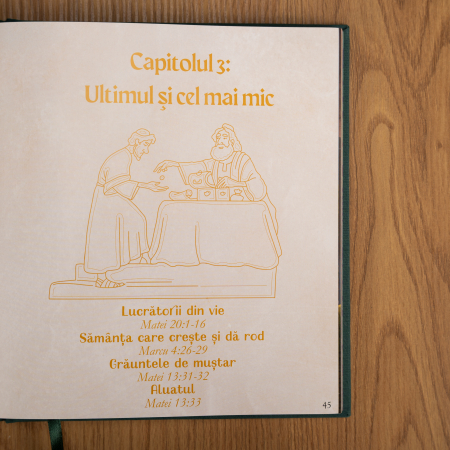 Capitolul 3:
Ultimul și cel mai mic
Lucrătorii din vie
Matei 20:1-16
Sămânța care crește și dă rod
Marcu 4:26-29
Grăuntele de muștar
Matei 13:31-32
Aluatul
Matei 13:33
45